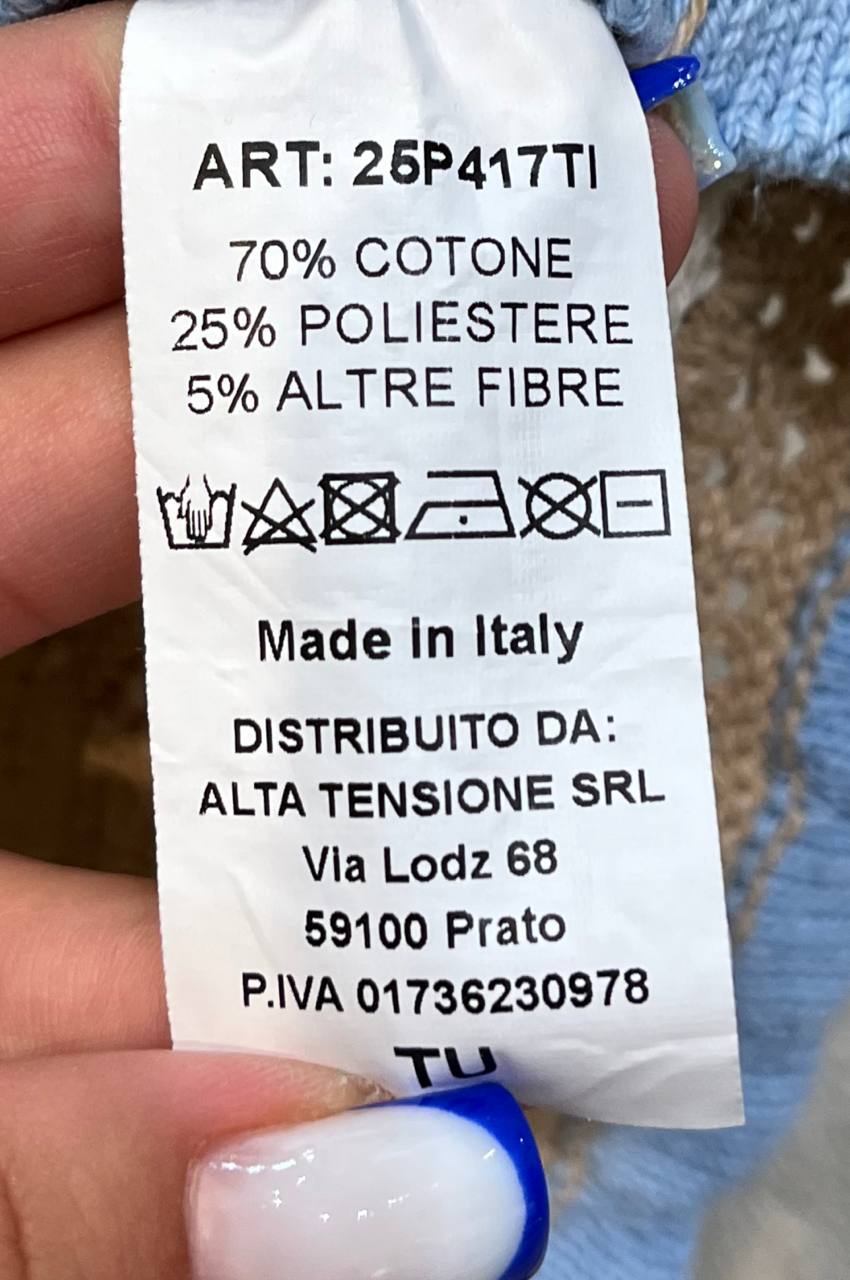 ART: 25P417TI
70% COTONE
25% POLIESTERE
5% ALTRE FIBRE
Made in Italy
DISTRIBUITO DA:
ALTA TENSIONE SRL
Via Lodz 68
59100 Prato
P.IVA 01736230978
TU